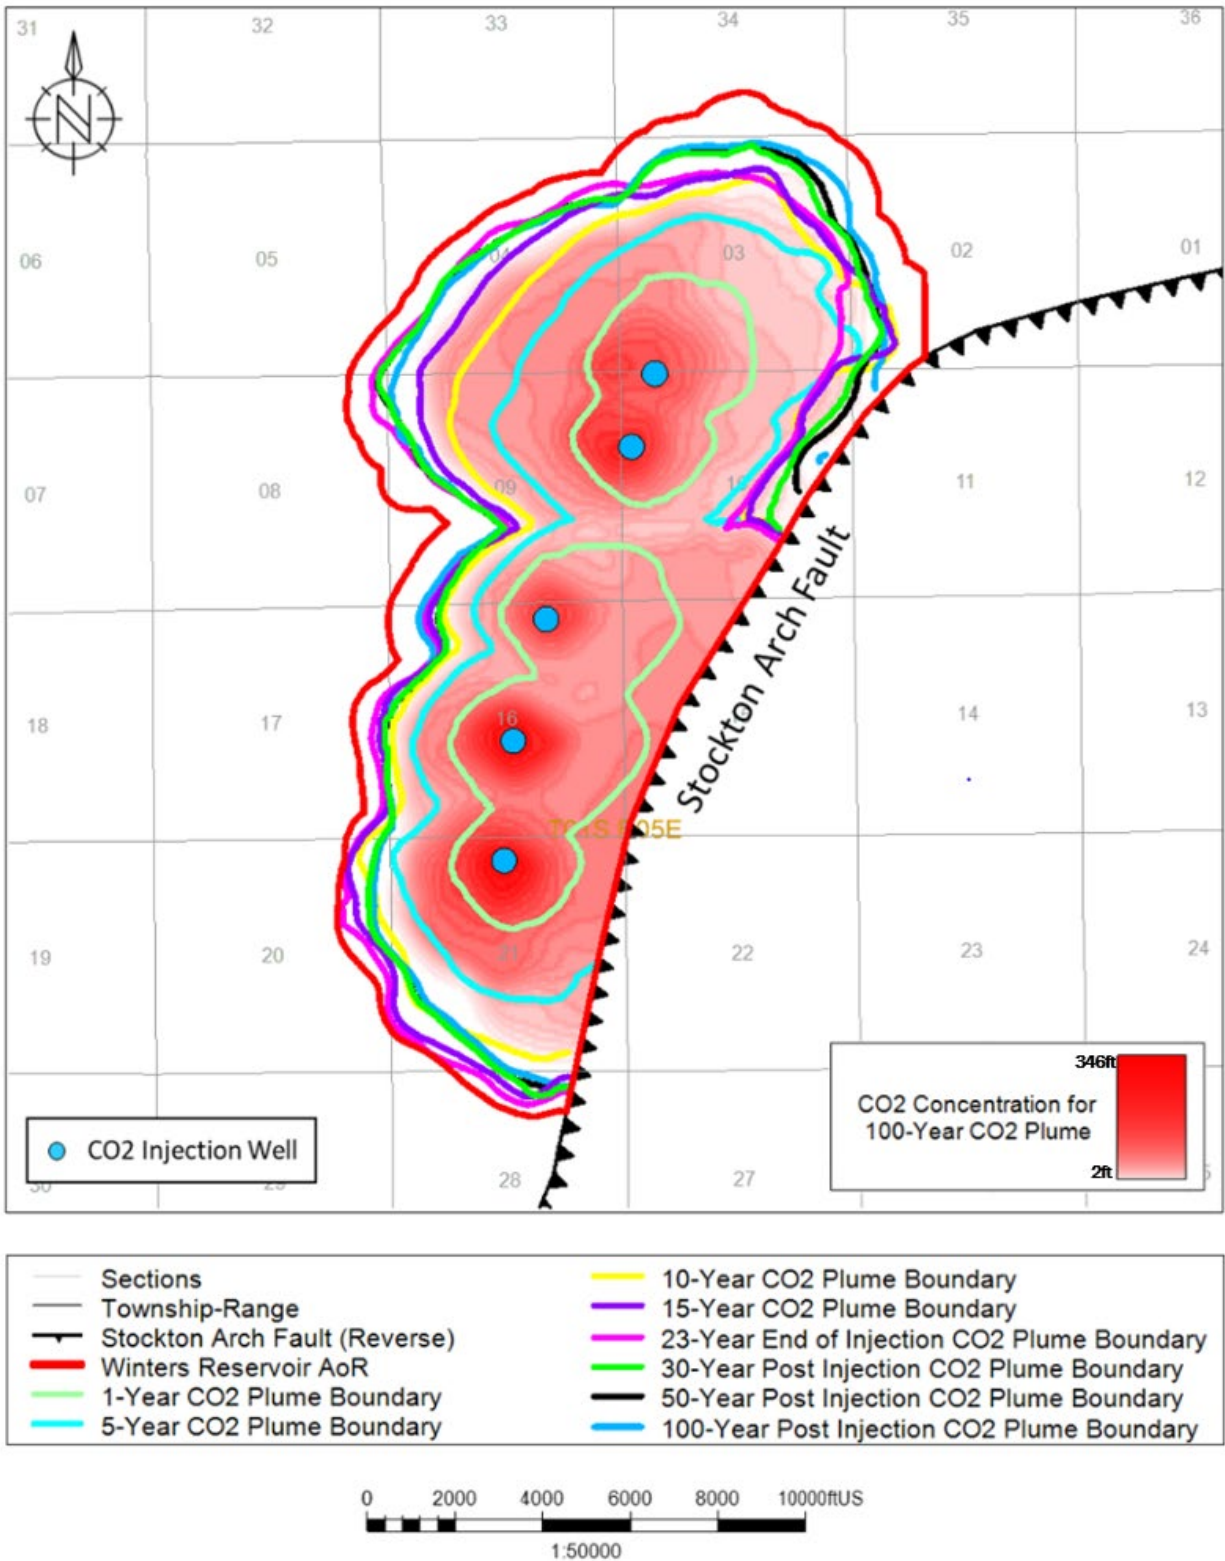 31 32 33 34 35 36
N
06 05 04 03 02 01
07 08 09 10 11 12
Stockton Arch Fault
18 17 16 14 13
T01S R05E
19 20 21 22 23 24
346ft
CO2 Concentration for
100-Year CO2 Plume
2ft
CO2 Injection Well
28 27
Sections
Township-Range
Stockton Arch Fault (Reverse)
Winters Reservoir AoR
1-Year CO2 Plume Boundary
5-Year CO2 Plume Boundary
10-Year CO2 Plume Boundary
15-Year CO2 Plume Boundary
23-Year End of Injection CO2 Plume Boundary
30-Year Post Injection CO2 Plume Boundary
50-Year Post Injection CO2 Plume Boundary
100-Year Post Injection CO2 Plume Boundary
0 2000 4000 6000 8000 10000ftUS
1:50000